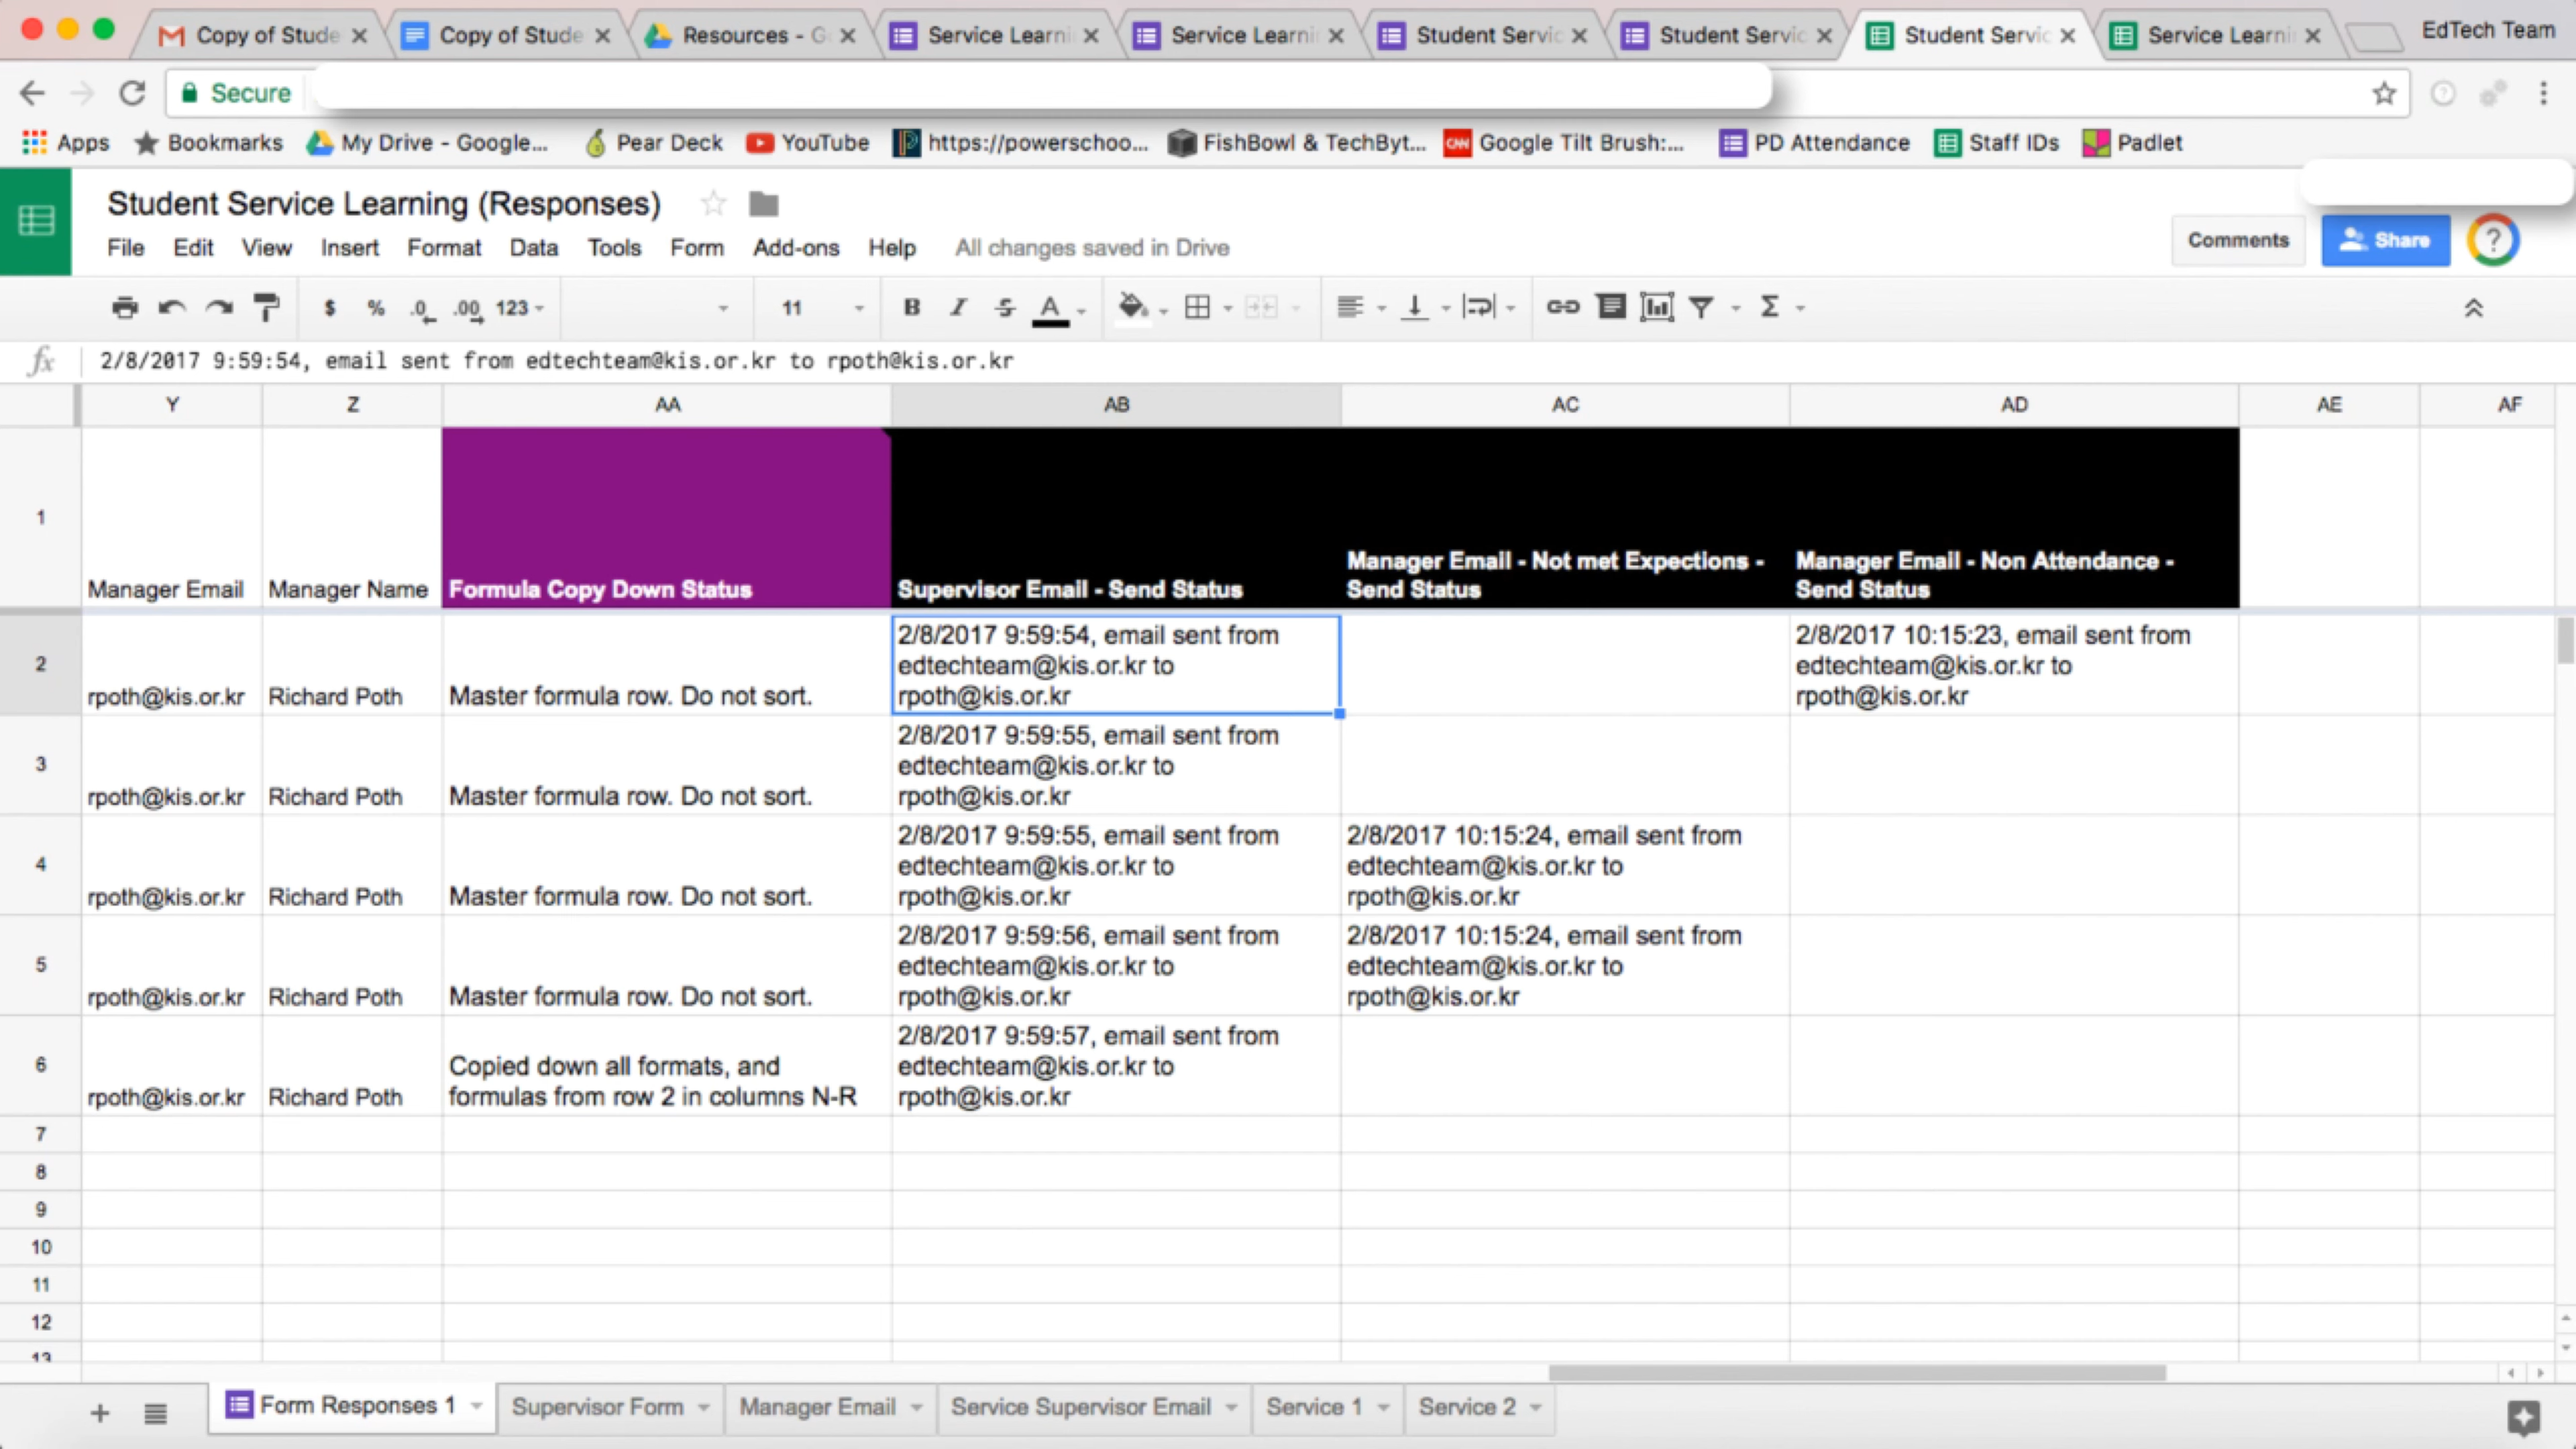 Copy of Stude
Copy of Stude
Resources - G
Service Learni
Service Learni
Student Servic
Student Servic
Student Servic
Service Learni
EdTech Team
Secure
Apps
Bookmarks
My Drive - Google...
Pear Deck
YouTube
https://powerschoo...
FishBowl & TechByt...
CNN
Google Tilt Brush:...
PD Attendance
Staff IDs
Padlet
Student Service Learning (Responses)
File Edit View Insert Format Data Tools Form Add-ons Help All changes saved in Drive
Comments
Share
$ % .0 .00 123 11 B I S A Σ
fx 2/8/2017 9:59:54, email sent from edtechteam@kis.or.kr to rpoth@kis.or.kr
Y Z AA AB AC AD AE AF
1
Manager Email
Manager Name
Formula Copy Down Status
Supervisor Email - Send Status
Manager Email - Not met Expections -
Send Status
Manager Email - Non Attendance -
Send Status
2
rpoth@kis.or.kr
Richard Poth
Master formula row. Do not sort.
2/8/2017 9:59:54, email sent from
edtechteam@kis.or.kr to
rpoth@kis.or.kr
2/8/2017 10:15:23, email sent from
edtechteam@kis.or.kr to
rpoth@kis.or.kr
3
rpoth@kis.or.kr
Richard Poth
Master formula row. Do not sort.
2/8/2017 9:59:55, email sent from
edtechteam@kis.or.kr to
rpoth@kis.or.kr
4
rpoth@kis.or.kr
Richard Poth
Master formula row. Do not sort.
2/8/2017 9:59:55, email sent from
edtechteam@kis.or.kr to
rpoth@kis.or.kr
2/8/2017 10:15:24, email sent from
edtechteam@kis.or.kr to
rpoth@kis.or.kr
5
rpoth@kis.or.kr
Richard Poth
Master formula row. Do not sort.
2/8/2017 9:59:56, email sent from
edtechteam@kis.or.kr to
rpoth@kis.or.kr
2/8/2017 10:15:24, email sent from
edtechteam@kis.or.kr to
rpoth@kis.or.kr
6
rpoth@kis.or.kr
Richard Poth
Copied down all formats, and
formulas from row 2 in columns N-R
2/8/2017 9:59:57, email sent from
edtechteam@kis.or.kr to
rpoth@kis.or.kr
7
8
9
10
11
12
13
Form Responses 1
Supervisor Form
Manager Email
Service Supervisor Email
Service 1
Service 2